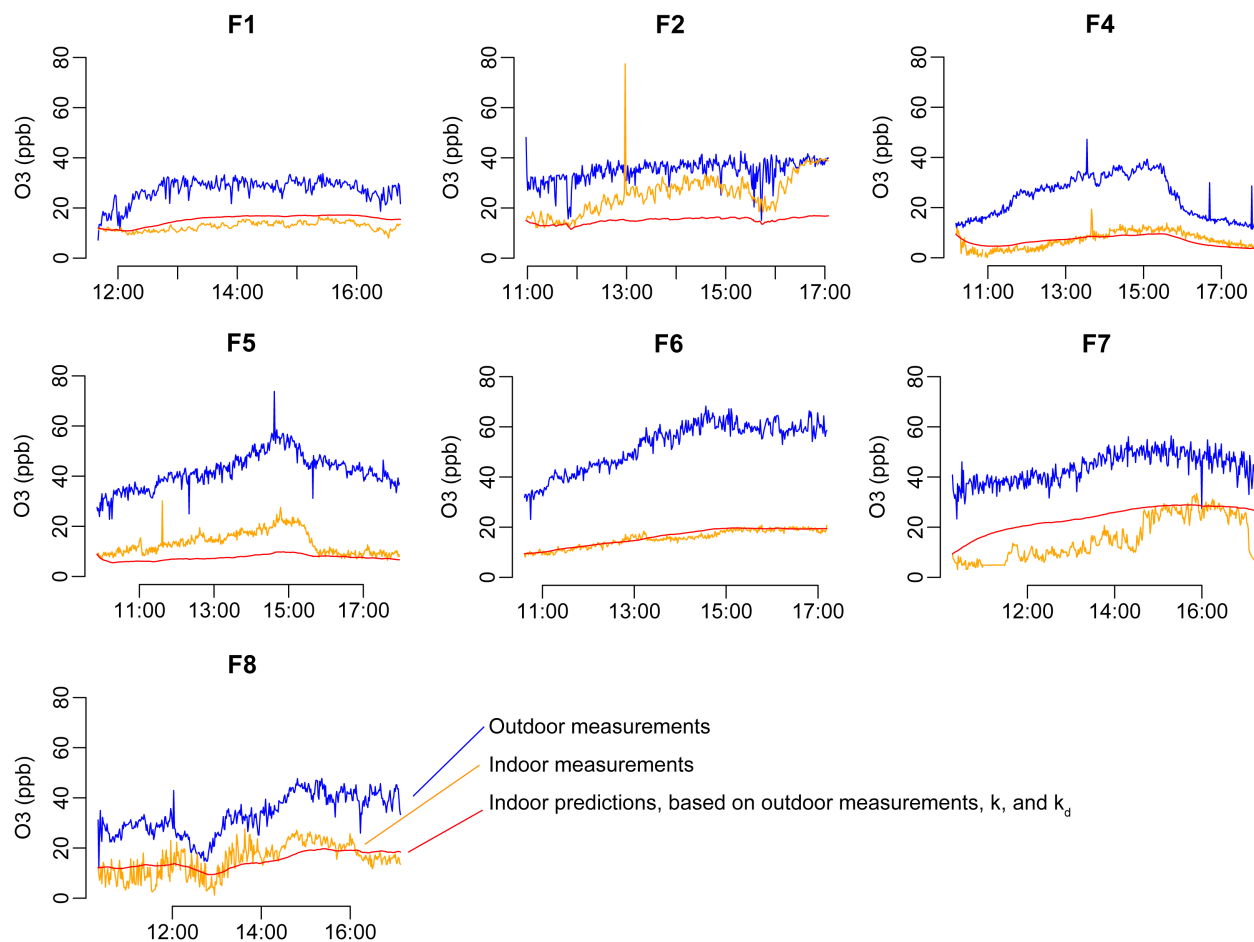 F1
F2
F4
O3 (ppb)
0 20 40 60 80
12:00 14:00 16:00
O3 (ppb)
0 20 40 60 80
11:00 13:00 15:00 17:00
O3 (ppb)
0 20 40 60 80
11:00 13:00 15:00 17:00
F5
F6
F7
O3 (ppb)
0 20 40 60 80
11:00 13:00 15:00 17:00
O3 (ppb)
0 20 40 60 80
11:00 13:00 15:00 17:00
O3 (ppb)
0 20 40 60 80
12:00 14:00 16:00
F8
O3 (ppb)
0 20 40 60 80
12:00 14:00 16:00
Outdoor measurements
Indoor measurements
Indoor predictions, based on outdoor measurements, k, and kd